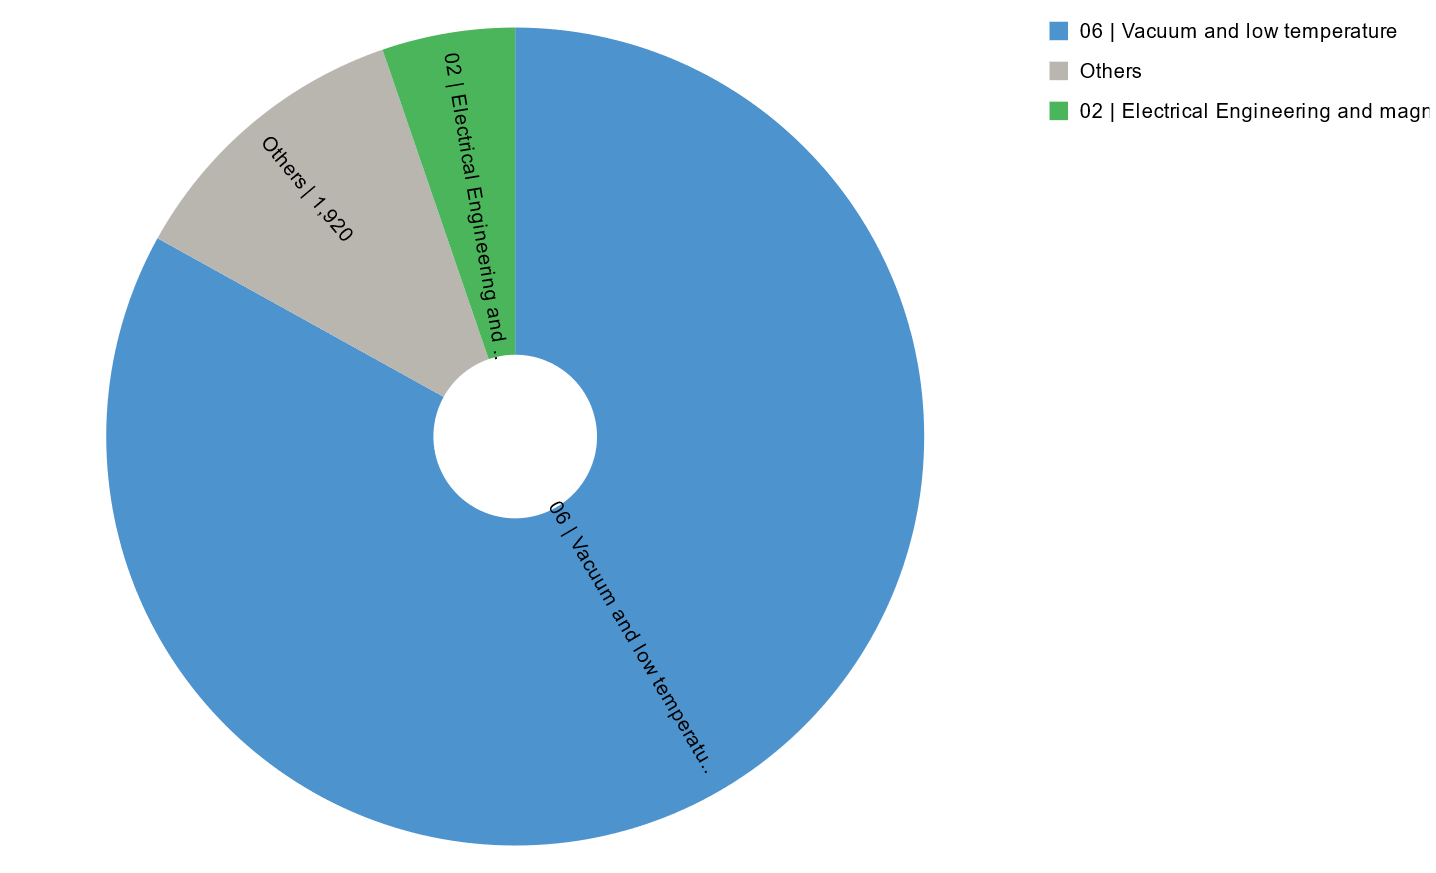 06 | Vacuum and low temperature
Others
02 | Electrical Engineering and
02 | Electrical Engineering and ..
Others | 1,920
06 | Vacuum and low temperatu..